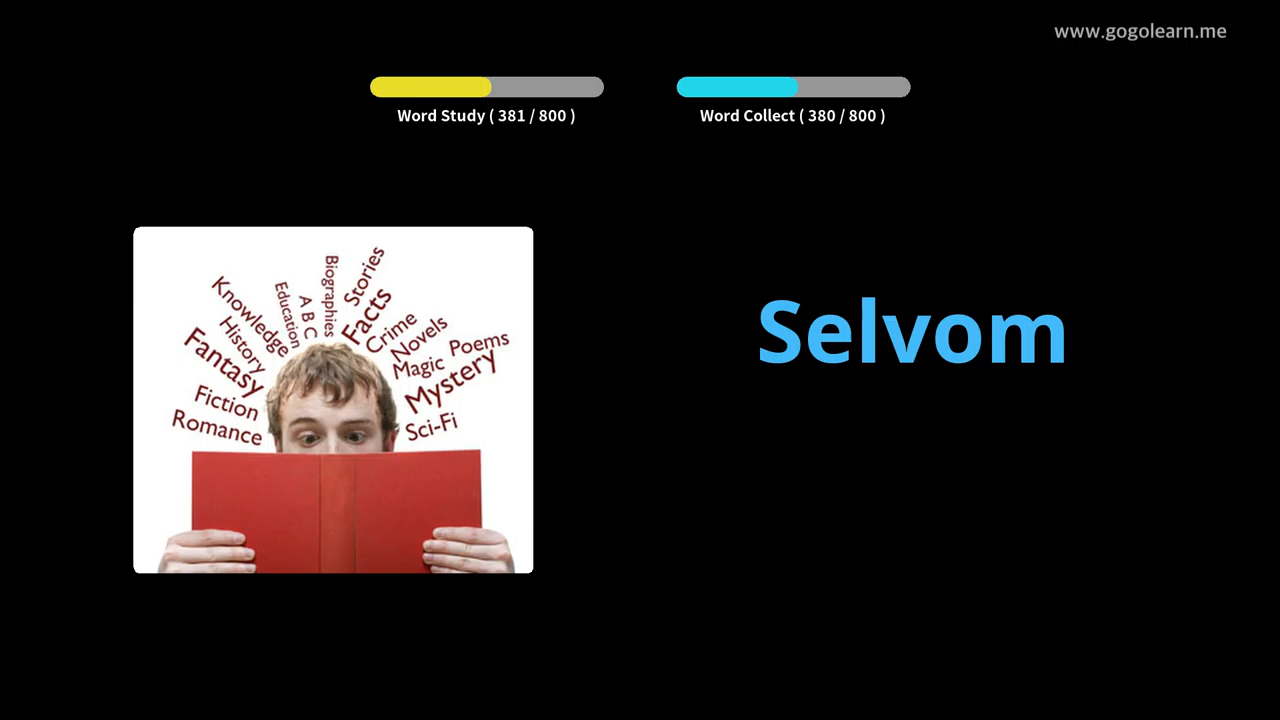 www.gogolearn.me
Word Study ( 381 / 800 )
Word Collect ( 380 / 800 )
Selvom
Biographies
Stories
Education
A B C
Facts
Knowledge
Crime
History
Novels
Fantasy
Magic
Poems
Mystery
Fiction
Romance
Sci-Fi